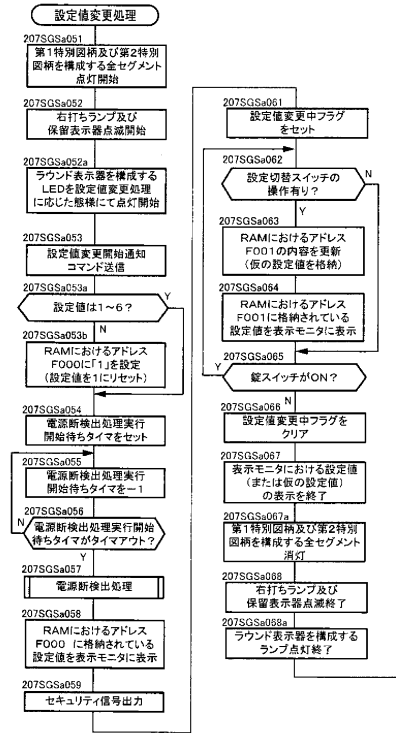 設定値変更処理
207SGSa051
第1特別図柄及び第2特別
図柄を構成する全セグメント
点灯開始
207SGSa052
右打ちランプ及び
保留表示器点滅開始
207SGSa052a
ラウンド表示器を構成する
LEDを設定値変更処理
に応じた態様にて点灯開始
207SGSa053
設定値変更開始通知
コマンド送信
207SGSa053a
設定値は1~6?
Y
N
207SGSa053b
RAMにおけるアドレス
F000に「1」を設定
(設定値を1にリセット)
207SGSa054
電源断検出処理実行
開始待ちタイマをセット
207SGSa055
電源断検出処理実行
開始待ちタイマを-1
207SGSa056
N
電源断検出処理実行開始
待ちタイマがタイムアウト?
Y
207SGSa057
電源断検出処理
207SGSa058
RAMにおけるアドレス
F000 に格納されている
設定値を表示モニタに表示
207SGSa059
セキュリティ信号出力
207SGSa061
設定値変更中フラグ
をセット
207SGSa062
設定切替スイッチの
操作有り?
N
Y
207SGSa063
RAMにおけるアドレス
F001の内容を更新
(仮の設定値を格納)
207SGSa064
RAMにおけるアドレス
F001に格納されている
設定値を表示モニタに表示
207SGSa065
Y
錠スイッチがON?
N
207SGSa066
設定値変更中フラグを
クリア
207SGSa067
表示モニタにおける設定値
(または仮の設定値)
の表示を終了
207SGSa067a
第1特別図柄及び第2特別
図柄を構成する全セグメント
消灯
207SGSa068
右打ちランプ及び
保留表示器点滅終了
207SGSa068a
ラウンド表示器を構成する
ランプ点灯終了